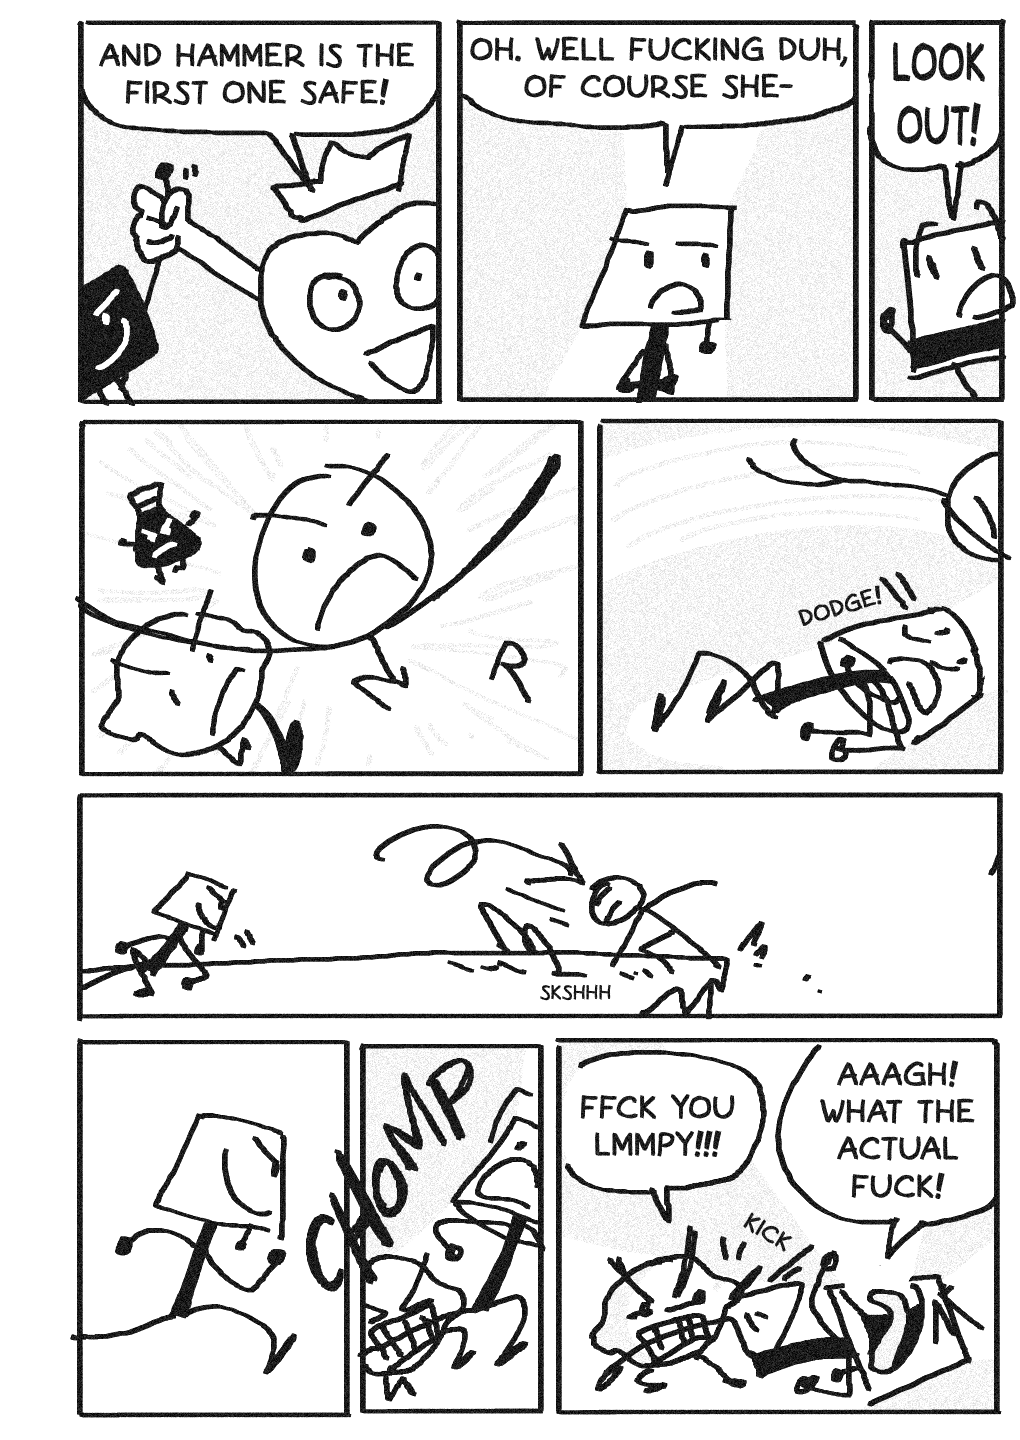 AND HAMMER IS THE
FIRST ONE SAFE!
OH. WELL FUCKING DUH,
OF COURSE SHE-
LOOK
OUT!
R
DODGE!
SKSHHH
CHOMP
FFCK YOU
LMMPY!!!
KICK
AAAGH!
WHAT THE
ACTUAL
FUCK!